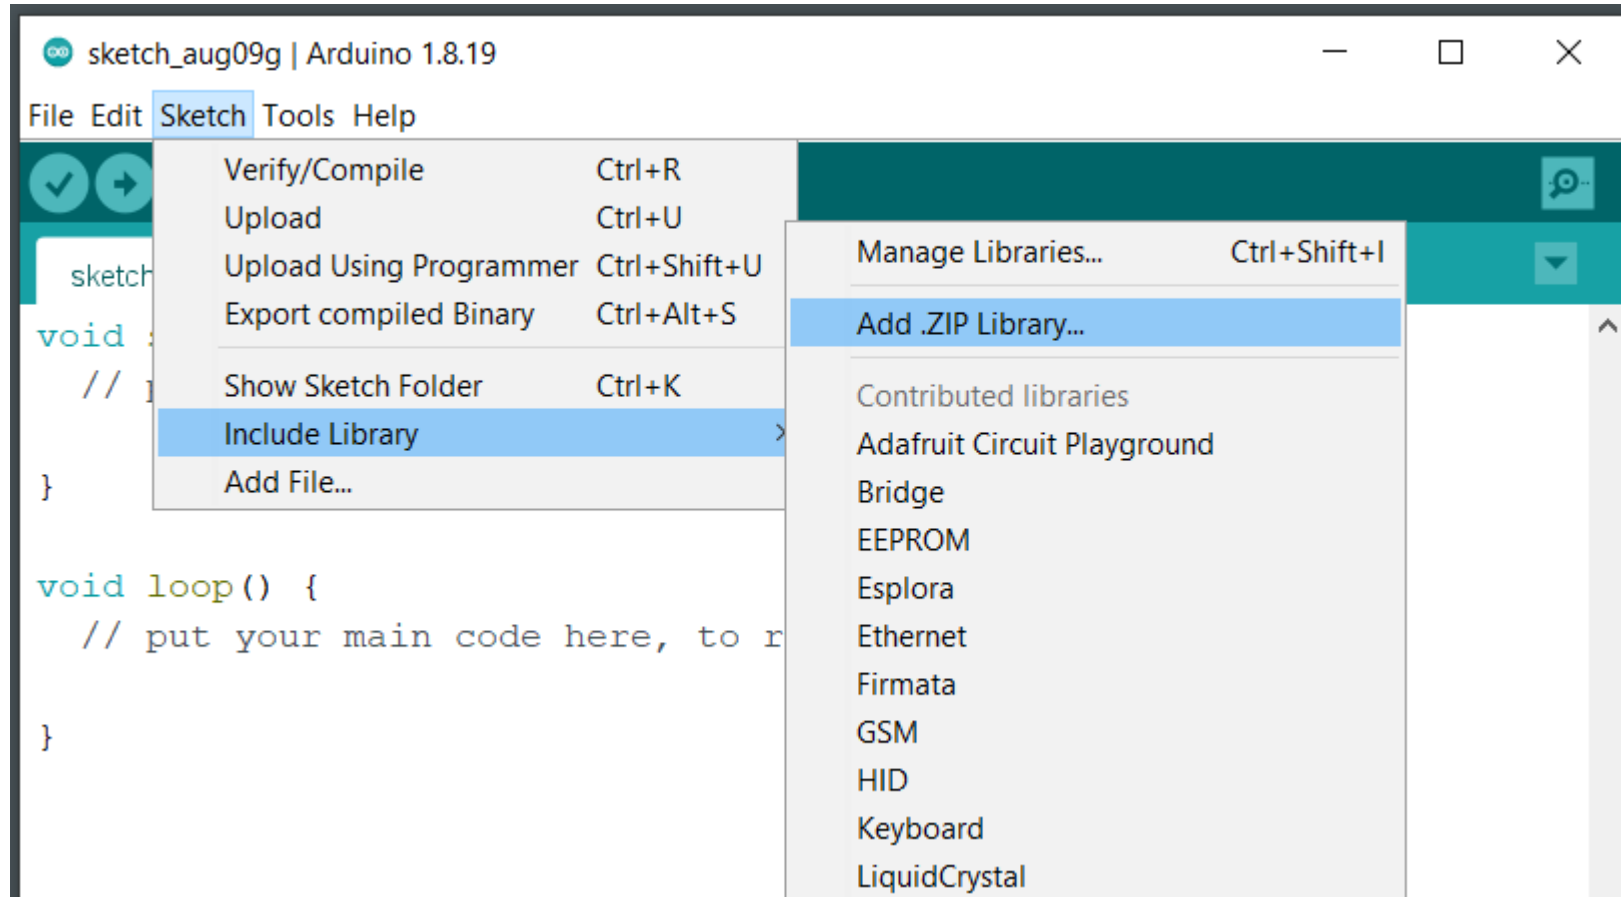 sketch_aug09g | Arduino 1.8.19
File Edit Sketch Tools Help
Verify/Compile Ctrl+R
Upload Ctrl+U
Upload Using Programmer Ctrl+Shift+U
Export compiled Binary Ctrl+Alt+S
Show Sketch Folder Ctrl+K
Include Library
Add File...
Manage Libraries... Ctrl+Shift+I
Add .ZIP Library...
Contributed libraries
Adafruit Circuit Playground
Bridge
EEPROM
Esplora
Ethernet
Firmata
GSM
HID
Keyboard
LiquidCrystal
sketch
void
//
}
void loop() {
// put your main code here, to r
}